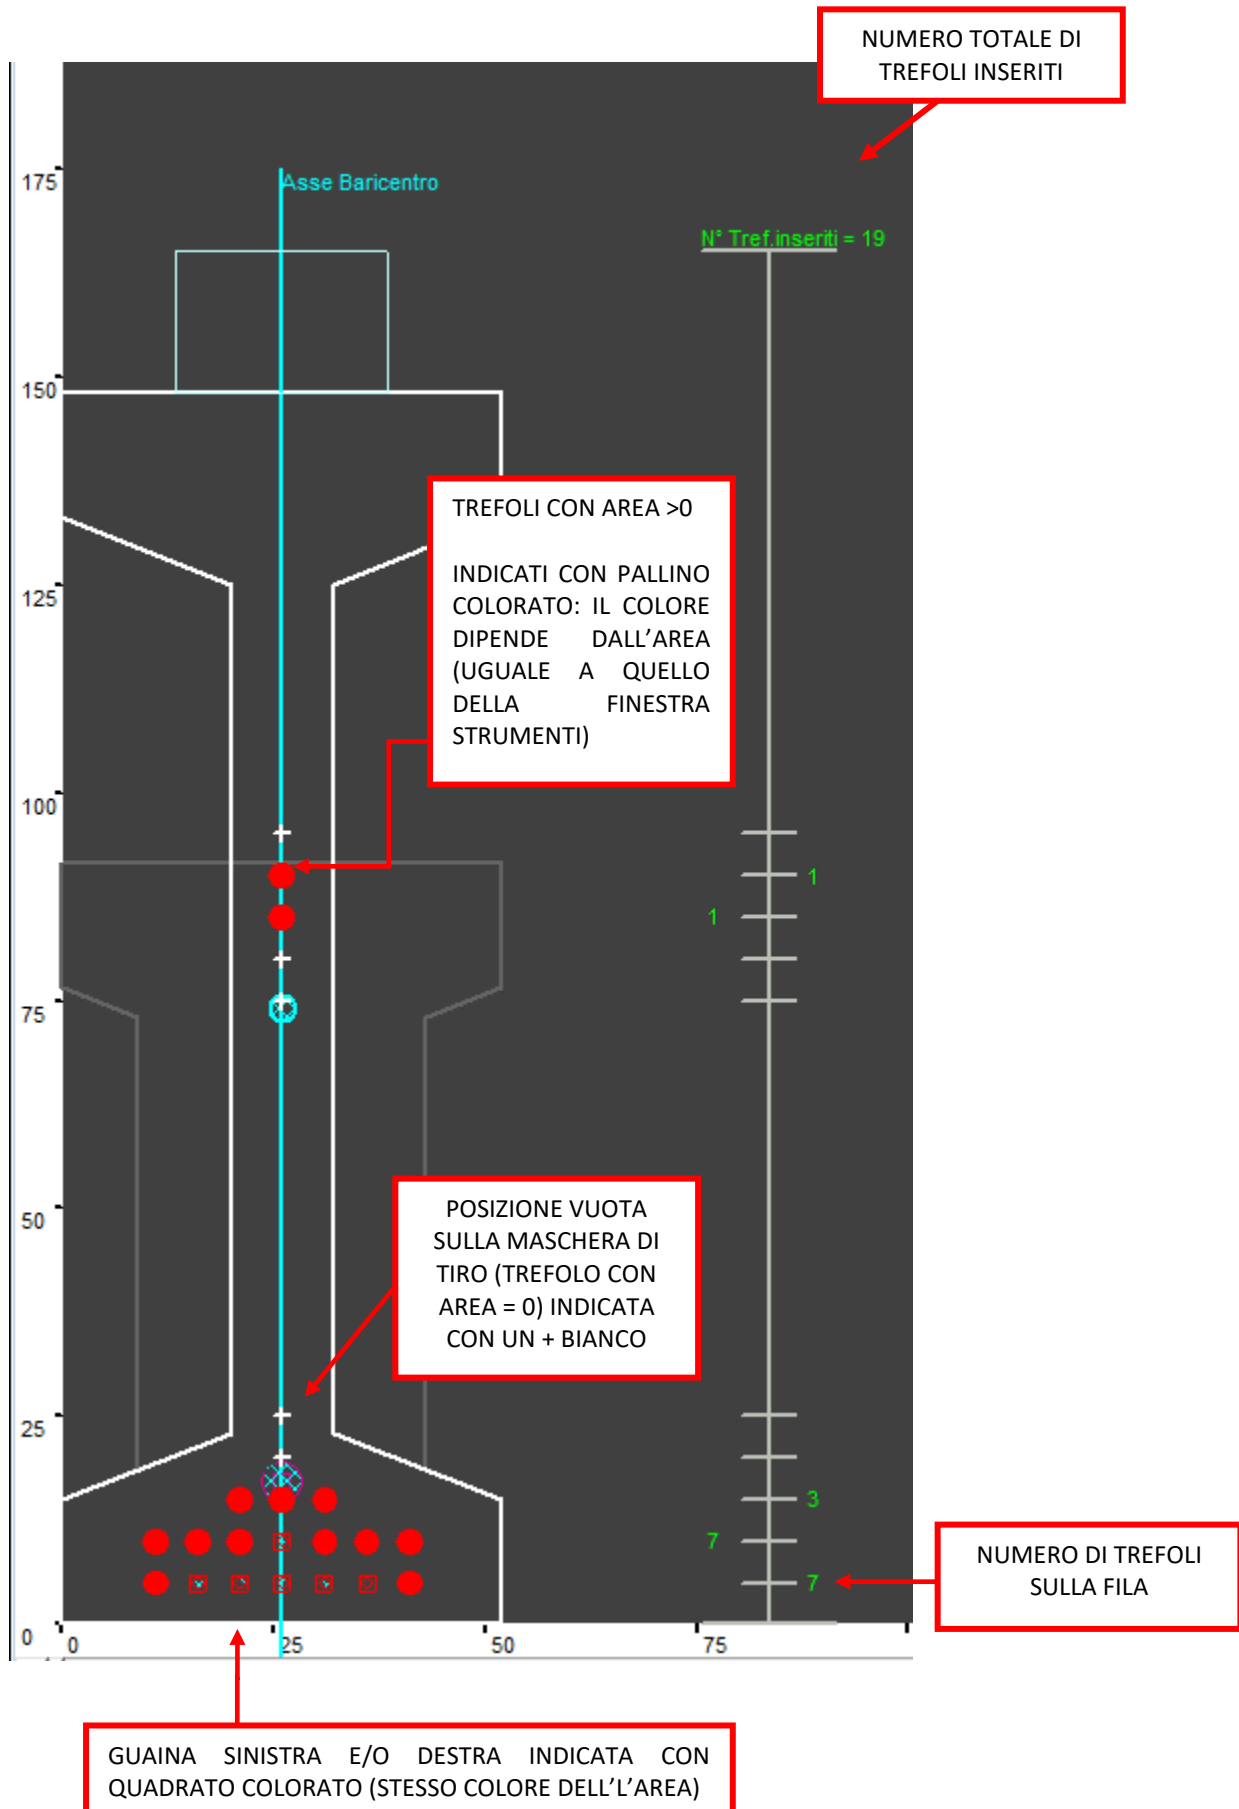 NUMERO TOTALE DI
TREFOLI INSERITI
175
Asse Baricentro
N° Tref.inseriti = 19
150
TREFOLI CON AREA >0
INDICATI CON PALLINO
COLORATO: IL COLORE
DIPENDE DALL’AREA
(UGUALE A QUELLO
DELLA FINESTRA
STRUMENTI)
125
100
1
1
75
POSIZIONE VUOTA
SULLA MASCHERA DI
TIRO (TREFOLO CON
AREA = 0) INDICATA
CON UN + BIANCO
50
25
3
7
7
NUMERO DI TREFOLI
SULLA FILA
0
0
25
50
75
GUAINA SINISTRA E/O DESTRA INDICATA CON
QUADRATO COLORATO (STESSO COLORE DELL’L’AREA)